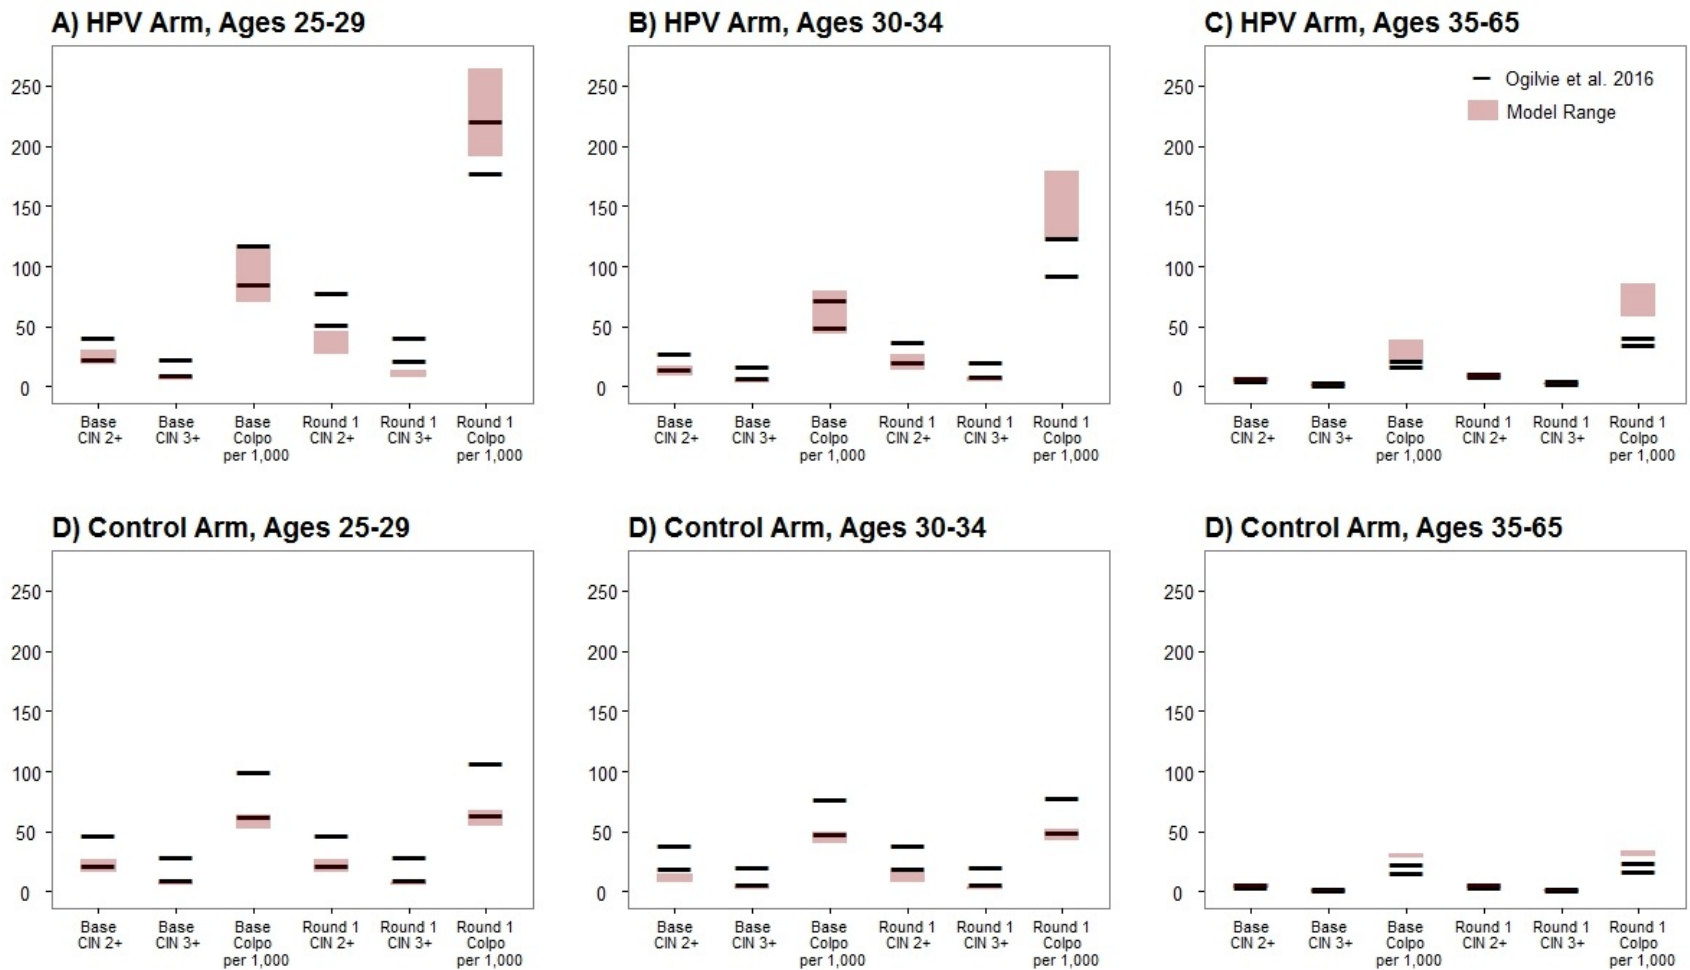 A) HPV Arm, Ages 25-29
250
200
150
100
50
0
Base
CIN 2+
Base
CIN 3+
Base
Colpo
per 1,000
Round 1
CIN 2+
Round 1
CIN 3+
Round 1
Colpo
per 1,000
B) HPV Arm, Ages 30-34
250
200
150
100
50
0
Base
CIN 2+
Base
CIN 3+
Base
Colpo
per 1,000
Round 1
CIN 2+
Round 1
CIN 3+
Round 1
Colpo
per 1,000
C) HPV Arm, Ages 35-65
Ogilvie et al. 2016
Model Range
250
200
150
100
50
0
Base
CIN 2+
Base
CIN 3+
Base
Colpo
per 1,000
Round 1
CIN 2+
Round 1
CIN 3+
Round 1
Colpo
per 1,000
D) Control Arm, Ages 25-29
250
200
150
100
50
0
Base
CIN 2+
Base
CIN 3+
Base
Colpo
per 1,000
Round 1
CIN 2+
Round 1
CIN 3+
Round 1
Colpo
per 1,000
D) Control Arm, Ages 30-34
250
200
150
100
50
0
Base
CIN 2+
Base
CIN 3+
Base
Colpo
per 1,000
Round 1
CIN 2+
Round 1
CIN 3+
Round 1
Colpo
per 1,000
D) Control Arm, Ages 35-65
250
200
150
100
50
0
Base
CIN 2+
Base
CIN 3+
Base
Colpo
per 1,000
Round 1
CIN 2+
Round 1
CIN 3+
Round 1
Colpo
per 1,000